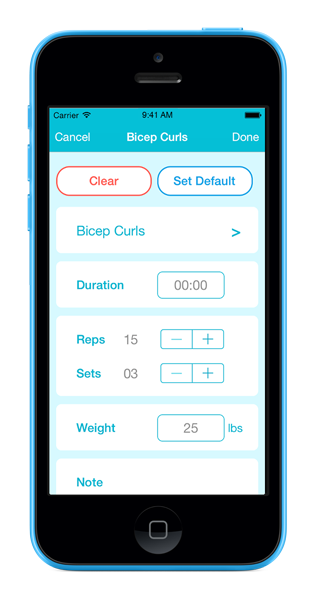 Carrier 9:41 AM
Cancel Bicep Curls Done
Clear Set Default
Bicep Curls >
Duration 00:00
Reps 15 — +
Sets 03 — +
Weight 25 lbs
Note